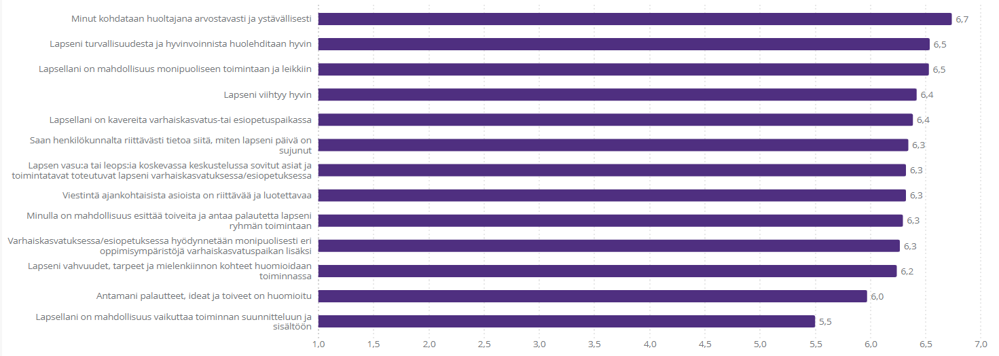 Minut kohdataan huoltajana arvostavasti ja ystävällisesti
6,7
Lapseni turvallisuudesta ja hyvinvoinnista huolehditaan hyvin
6,5
Lapsellani on mahdollisuus monipuoliseen toimintaan ja leikkiin
6,5
Lapseni viihtyy hyvin
6,4
Lapsellani on kavereita varhaiskasvatus-tai esiopetuspaikassa
6,4
Saan henkilökunnalta riittävästi tietoa siitä, miten lapseni päivä on
sujunut
6,3
Lapsen vasu:a tai leops:ia koskevassa keskustelussa sovitut asiat ja
toimintatavat toteutuvat lapseni varhaiskasvatuksessa/esiopetuksessa
6,3
Viestintä ajankohtaisista asioista on riittävää ja luotettavaa
6,3
Minulla on mahdollisuus esittää toiveita ja antaa palautetta lapseni
ryhmän toimintaan
6,3
Varhaiskasvatuksessa/esiopetuksessa hyödynnetään monipuolisesti eri
oppimisympäristöjä varhaiskasvatuspaikan lisäksi
6,3
Lapseni vahvuudet, tarpeet ja mielenkiinnon kohteet huomioidaan
toiminnassa
6,2
Antamani palautteet, ideat ja toiveet on huomioitu
6,0
Lapsellani on mahdollisuus vaikuttaa toiminnan suunnitteluun ja
sisältöön
5,5
1,0 1,5 2,0 2,5 3,0 3,5 4,0 4,5 5,0 5,5 6,0 6,5 7,0